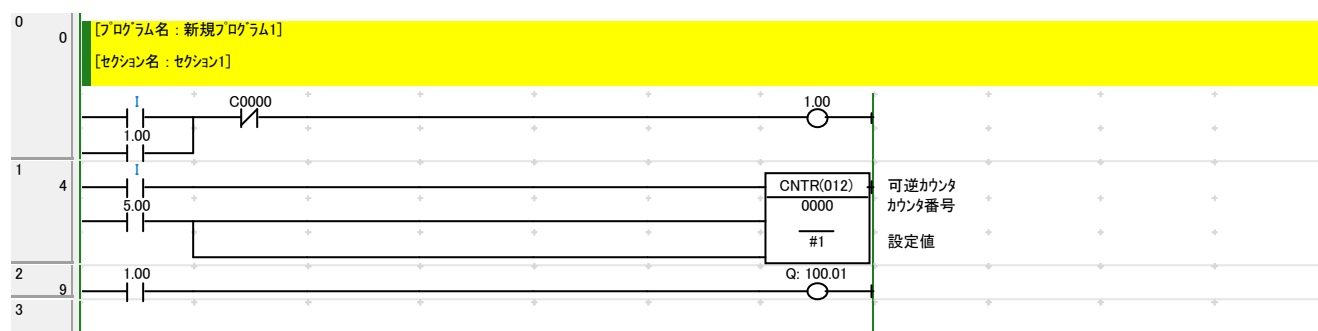 0
0
[プログラム名 : 新規プログラム1]
[セクション名 : セクション1]
I C0000 1.00
1.00
1
4
I CNTR(012) 可逆カウンタ
5.00 0000 カウンタ番号
#1 設定値
2
9
1.00 Q: 100.01
3